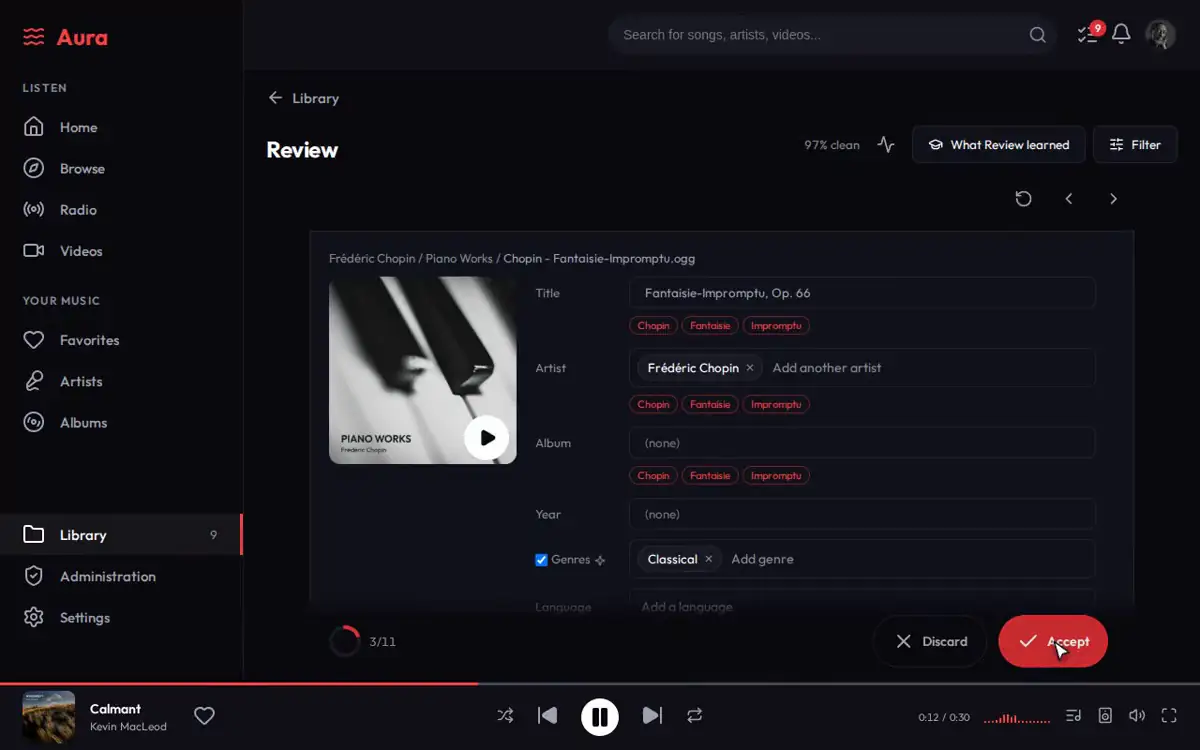 Aura
Search for songs, artists, videos...
9
LISTEN
Home
Browse
Radio
Videos
YOUR MUSIC
Favorites
Artists
Albums
Library 9
Administration
Settings
Library
Review
97% clean
What Review learned
Filter
Frédéric Chopin / Piano Works / Chopin - Fantaisie-Impromptu.ogg
PIANO WORKS
Frédéric Chopin
Title Fantaisie-Impromptu, Op. 66
Chopin Fantaisie Impromptu
Artist Frédéric Chopin × Add another artist
Chopin Fantaisie Impromptu
Album (none)
Chopin Fantaisie Impromptu
Year (none)
Genres Classical × Add genre
Language Add a language
3/11
Discard
Accept
Calmant
Kevin MacLeod
0:12 / 0:30